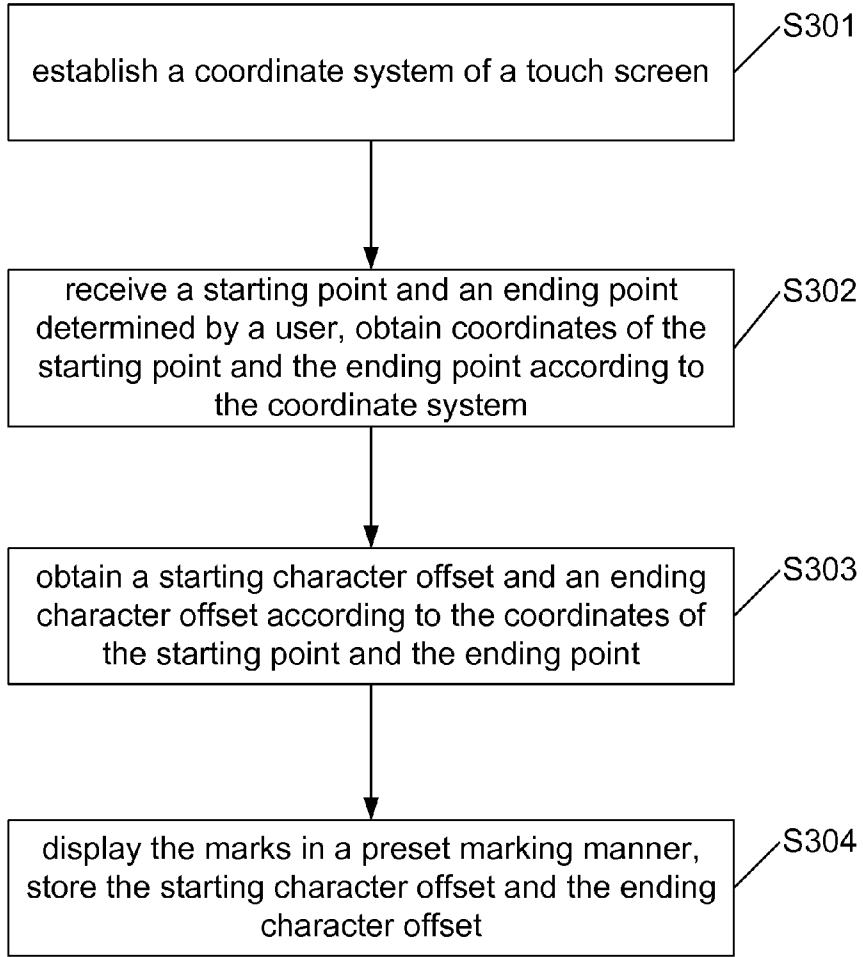 S301
establish a coordinate system of a touch screen
S302
receive a starting point and an ending point
determined by a user, obtain coordinates of the
starting point and the ending point according to
the coordinate system
S303
obtain a starting character offset and an ending
character offset according to the coordinates of
the starting point and the ending point
S304
display the marks in a preset marking manner,
store the starting character offset and the ending
character offset